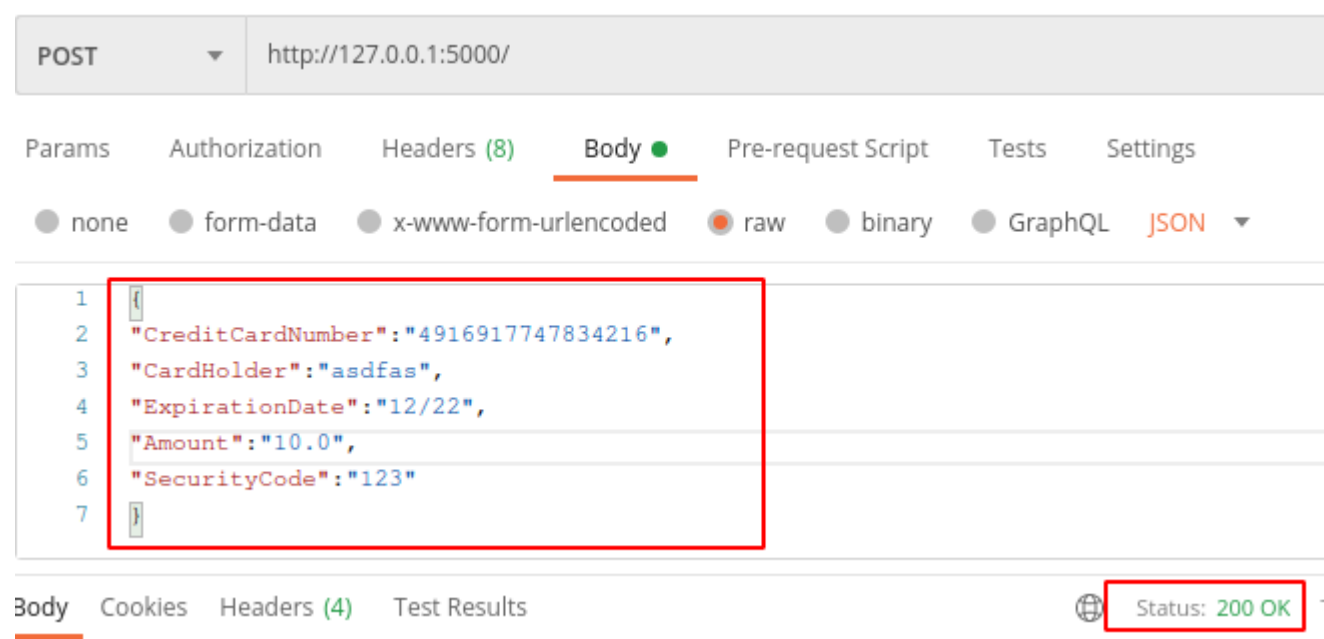 POST http://127.0.0.1:5000/
Params Authorization Headers (8) Body Pre-request Script Tests Settings
none form-data x-www-form-urlencoded raw binary GraphQL JSON
1 {
2 "CreditCardNumber":"4916917747834216",
3 "CardHolder":"asdfas",
4 "ExpirationDate":"12/22",
5 "Amount":"10.0",
6 "SecurityCode":"123"
7 }
Body Cookies Headers (4) Test Results Status: 200 OK